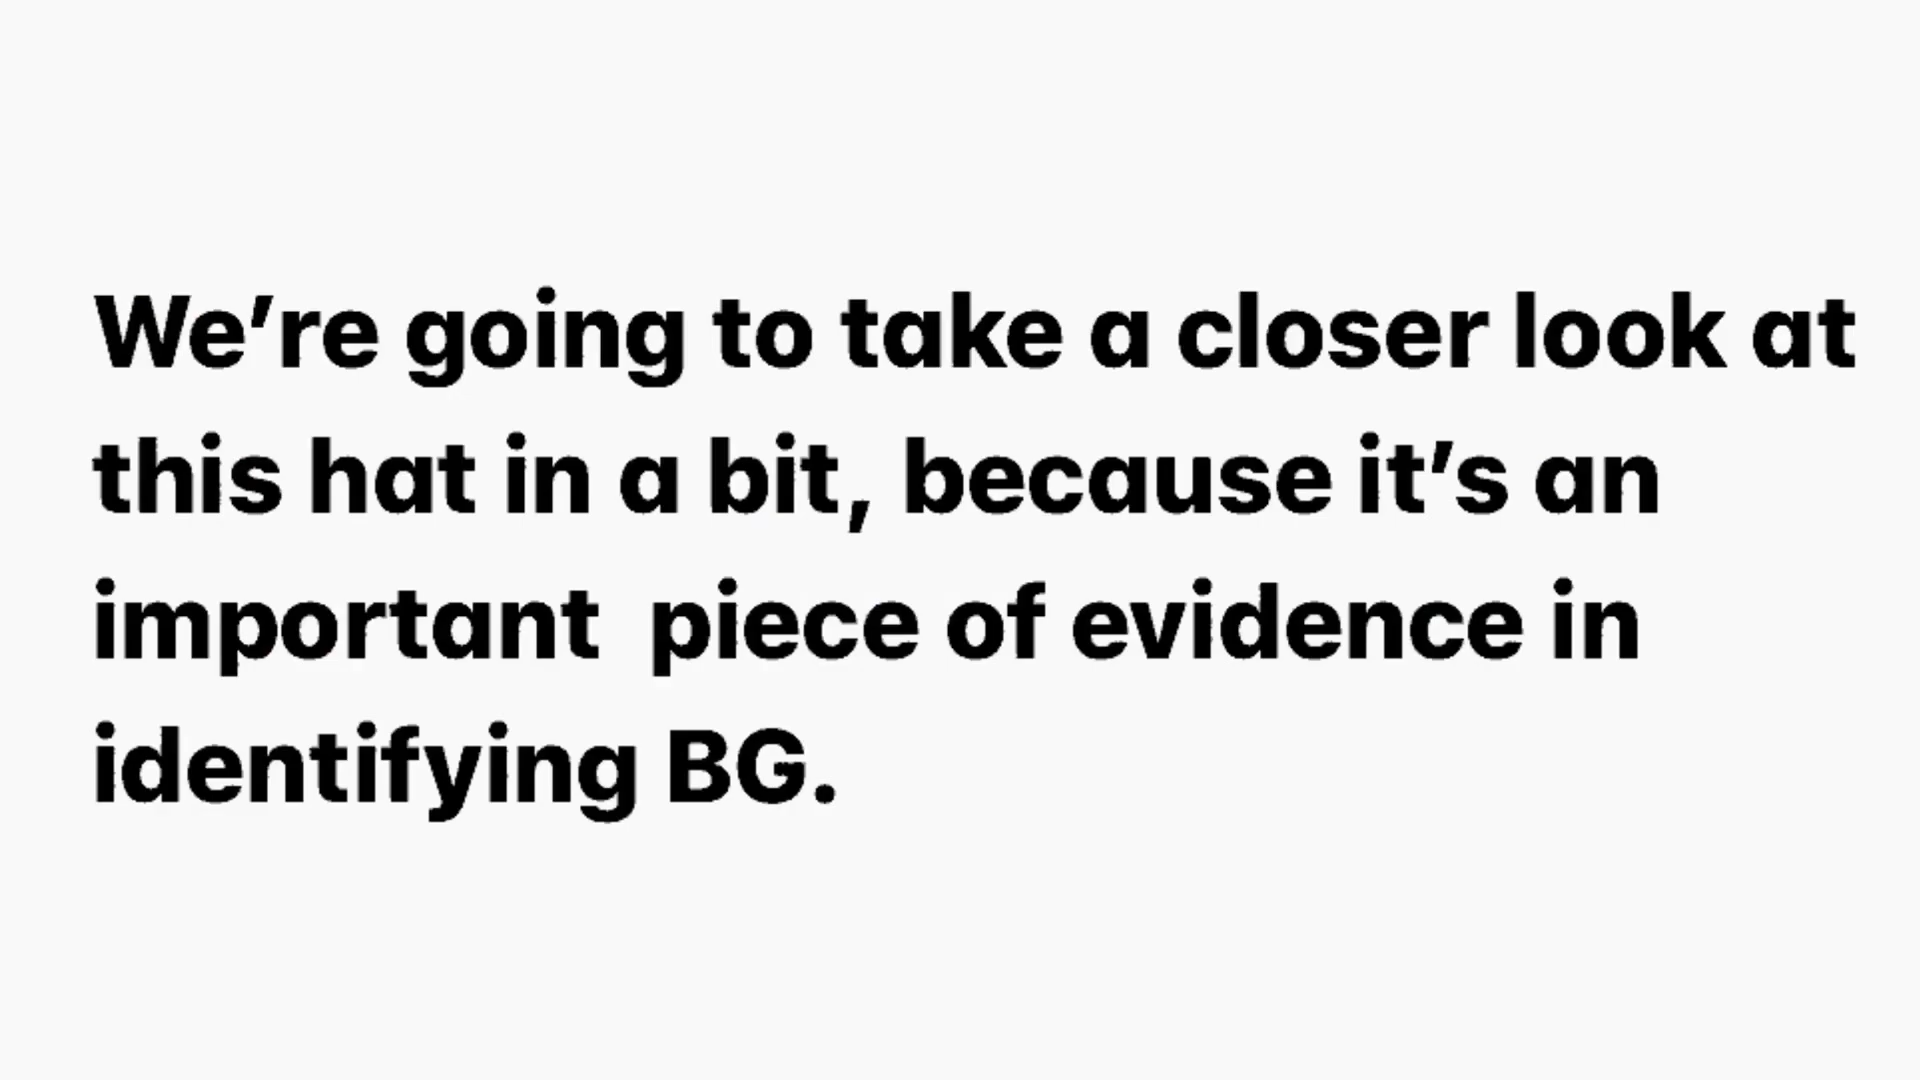 We’re going to take a closer look at
this hat in a bit, because it’s an
important  piece of evidence in
identifying BG.